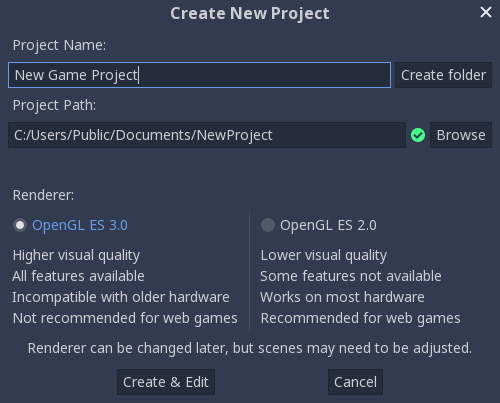 Create New Project
Project Name:
New Game Project
Create folder
Project Path:
C:/Users/Public/Documents/NewProject
Browse
Renderer:
OpenGL ES 3.0
Higher visual quality
All features available
Incompatible with older hardware
Not recommended for web games
OpenGL ES 2.0
Lower visual quality
Some features not available
Works on most hardware
Recommended for web games
Renderer can be changed later, but scenes may need to be adjusted.
Create & Edit
Cancel